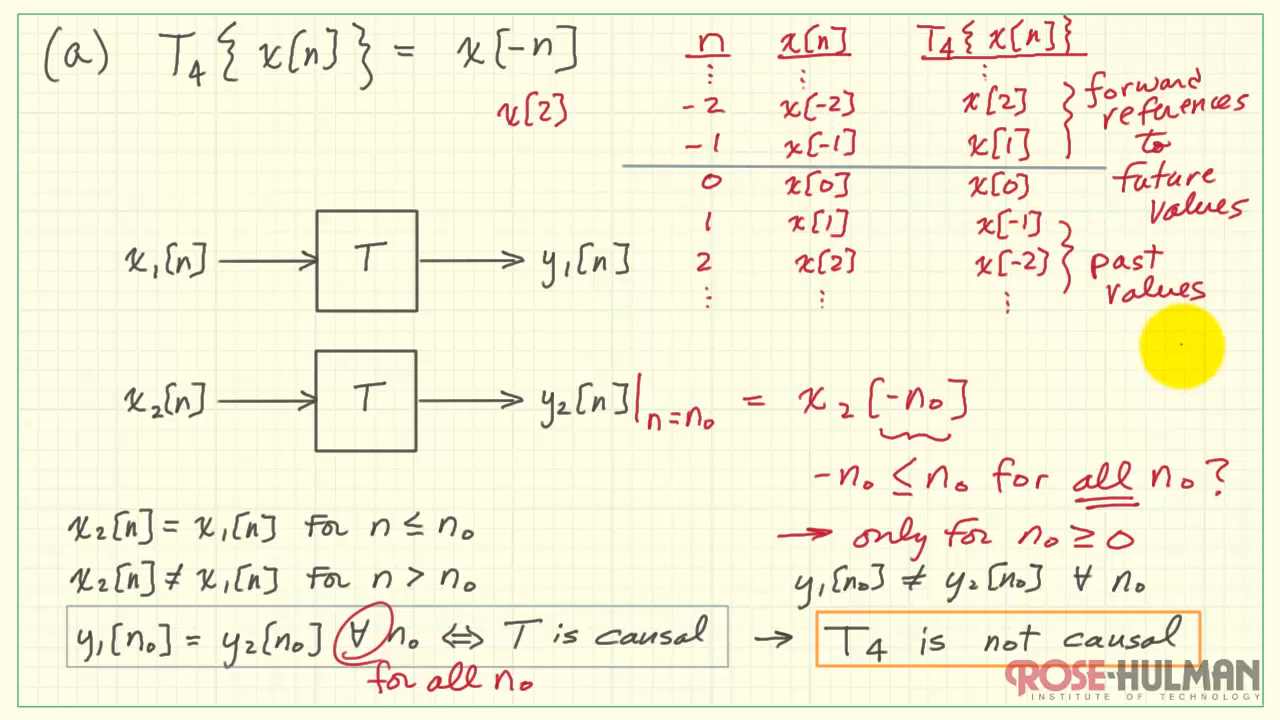 (a) T₄{x[n]} = x[-n]
x[2]
n x[n] T₄{x[n]}
⋮ ⋮ ⋮
-2 x[-2] x[2]
-1 x[-1] x[1]
forward
references
to
future
values
0 x[0] x[0]
1 x[1] x[-1]
2 x[2] x[-2]
⋮ ⋮ ⋮
past
values
x₁[n] → T → y₁[n]
x₂[n] → T → y₂[n]|n=n₀ = x₂[-n₀]
-n₀ ≤ n₀ for all n₀?
→ only for n₀ ≥ 0
y₁[n₀] ≠ y₂[n₀] ∀ n₀
x₂[n] = x₁[n] for n ≤ n₀
x₂[n] ≠ x₁[n] for n > n₀
y₁[n₀] = y₂[n₀] ∀ n₀ ⇔ T is causal → T₄ is not causal
for all n₀
ROSE-HULMAN
INSTITUTE OF TECHNOLOGY